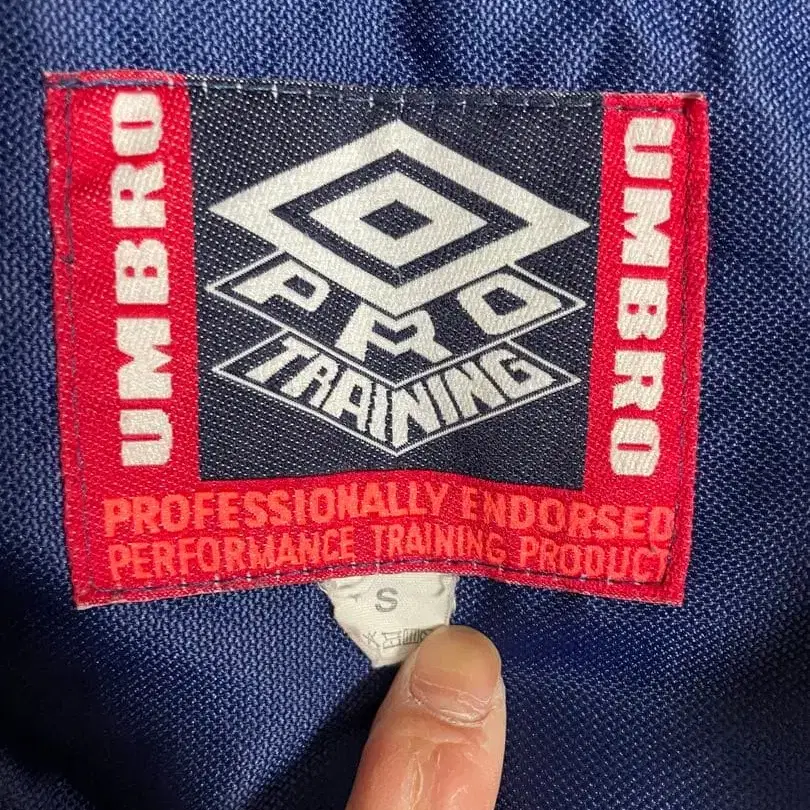 UMBRO
PRO
TRAINING
UMBRO
PROFESSIONALLY ENDORSED
PERFORMANCE TRAINING PRODUCT
S